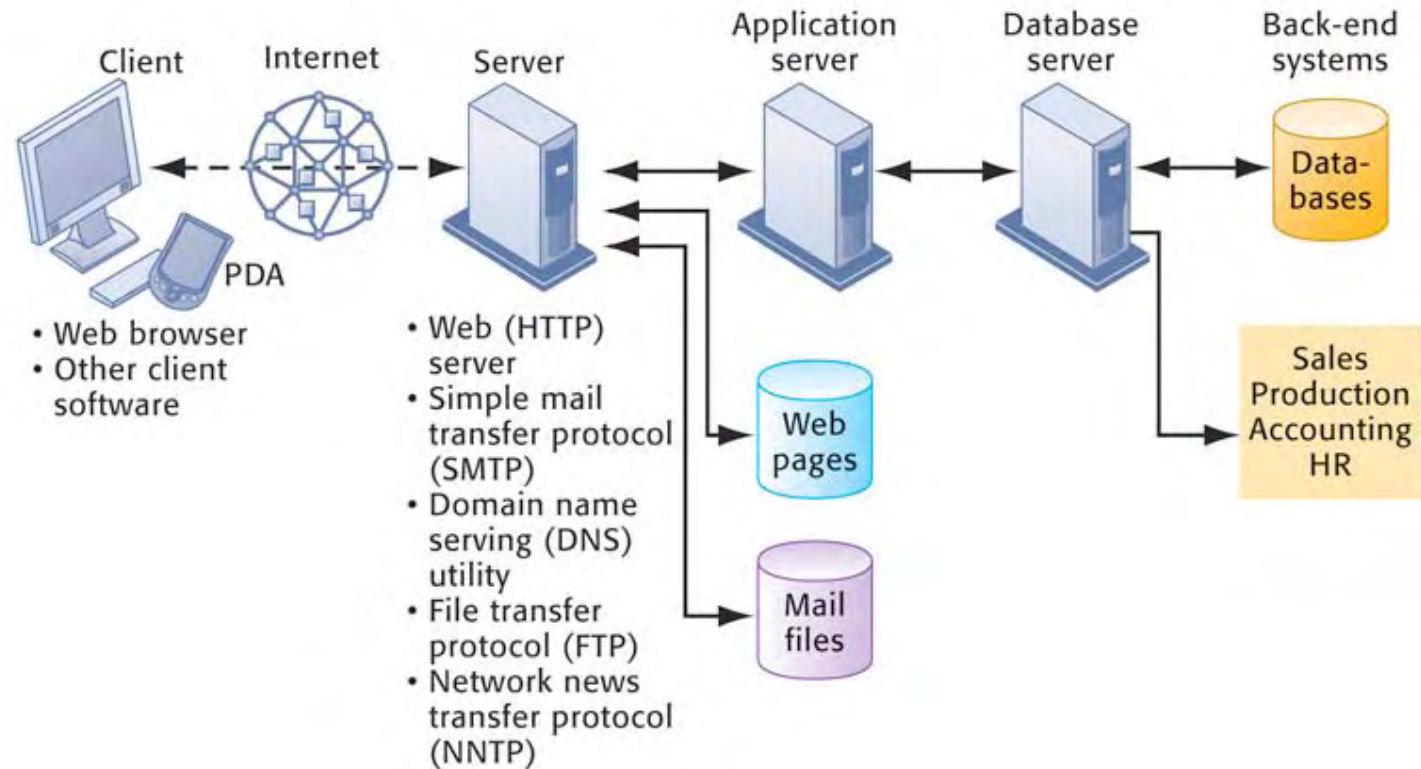 Client
Internet
Server
Application
server
Database
server
Back-end
systems
PDA
• Web browser
• Other client
software
• Web (HTTP)
server
• Simple mail
transfer protocol
(SMTP)
• Domain name
serving (DNS)
utility
• File transfer
protocol (FTP)
• Network news
transfer protocol
(NNTP)
Web
pages
Mail
files
Data-
bases
Sales
Production
Accounting
HR